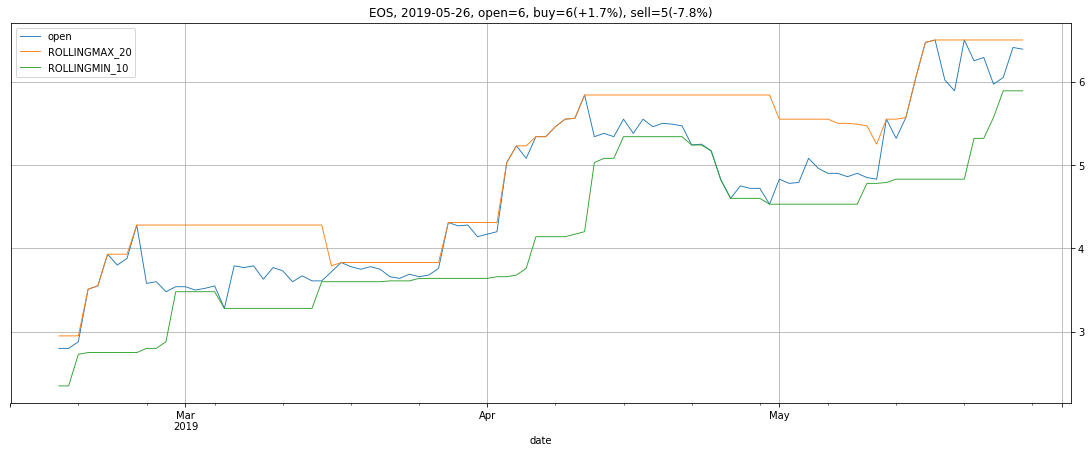 EOS, 2019-05-26, open=6, buy=6(+1.7%), sell=5(-7.8%)
open
ROLLINGMAX_20
ROLLINGMIN_10
6
5
4
3
Mar
2019
Apr
May
date